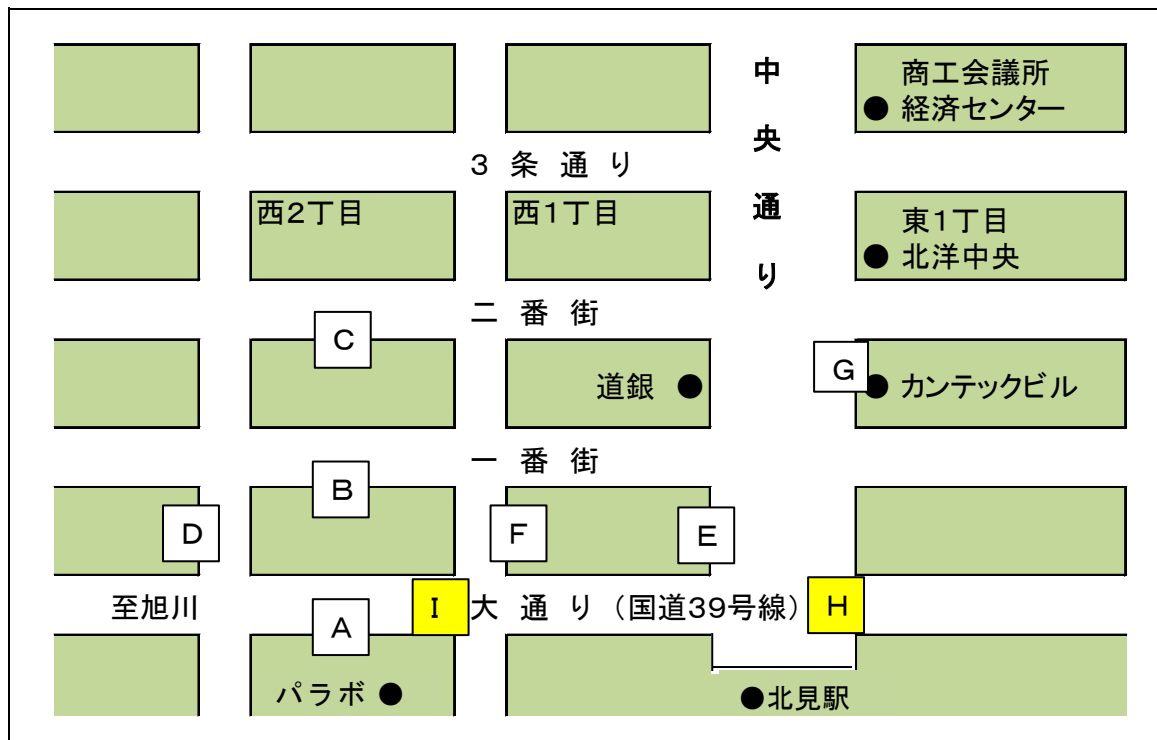 中央通り
商工会議所
経済センター
3条通り
西2丁目
西1丁目
東1丁目
北洋中央
二番街
C
道銀
G
カンテックビル
一番街
B
D
F
E
至旭川
I
大通り(国道39号線)
H
A
パラボ
北見駅